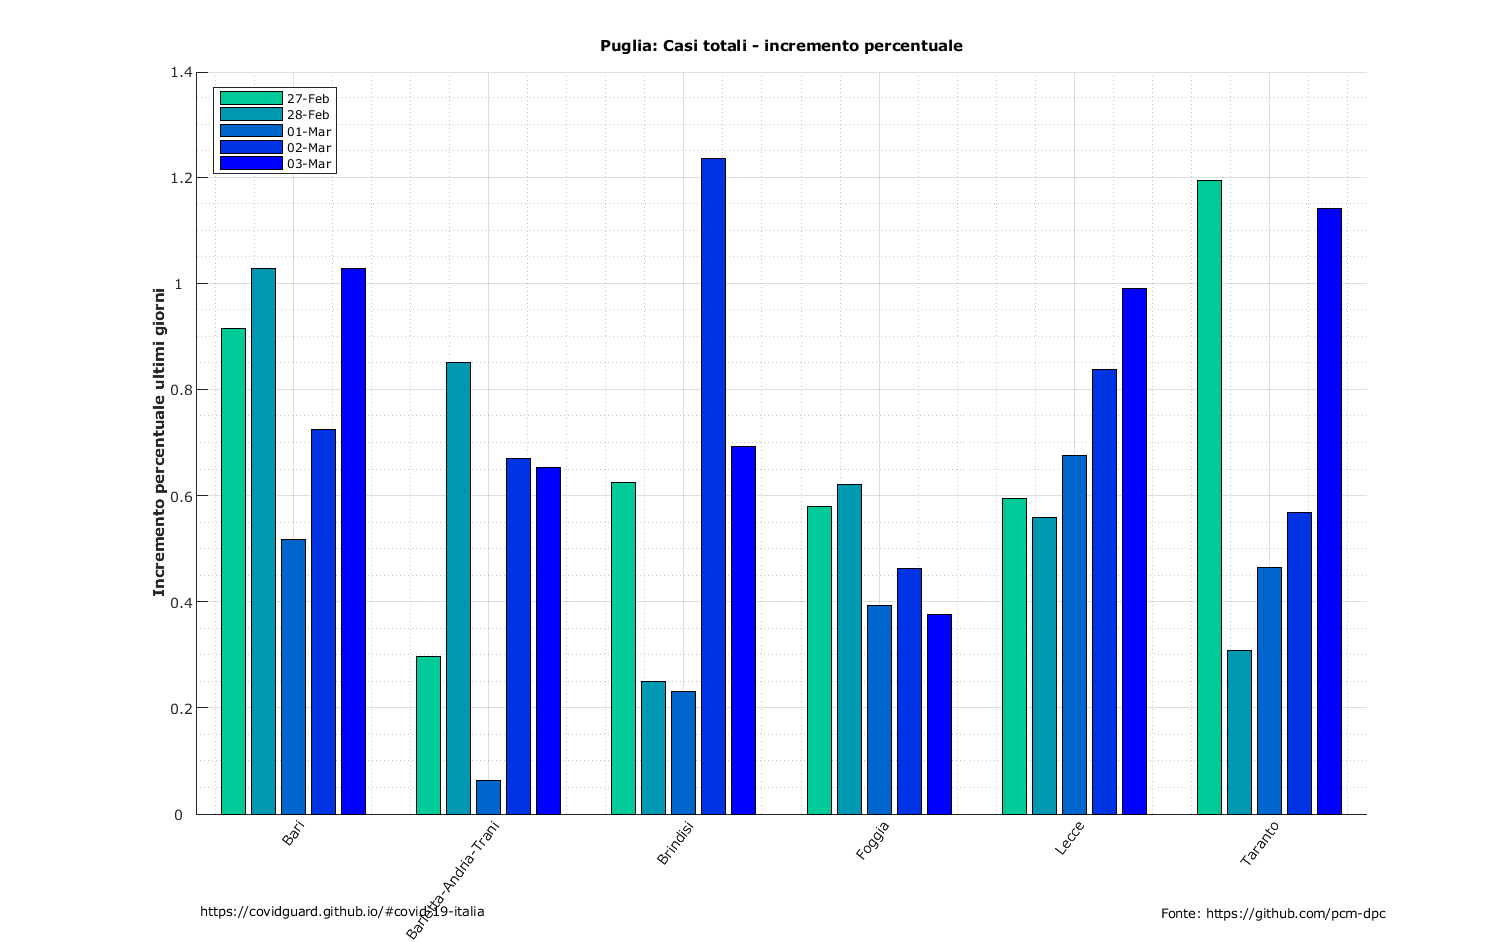 Puglia: Casi totali - incremento percentuale
1.4
1.2
1
0.8
0.6
0.4
0.2
0
Incremento percentuale ultimi giorni
27-Feb
28-Feb
01-Mar
02-Mar
03-Mar
Bari
Barletta-Andria-Trani
Brindisi
Foggia
Lecce
Taranto
https://covidguard.github.io/#covid-19-italia
Fonte: https://github.com/pcm-dpc